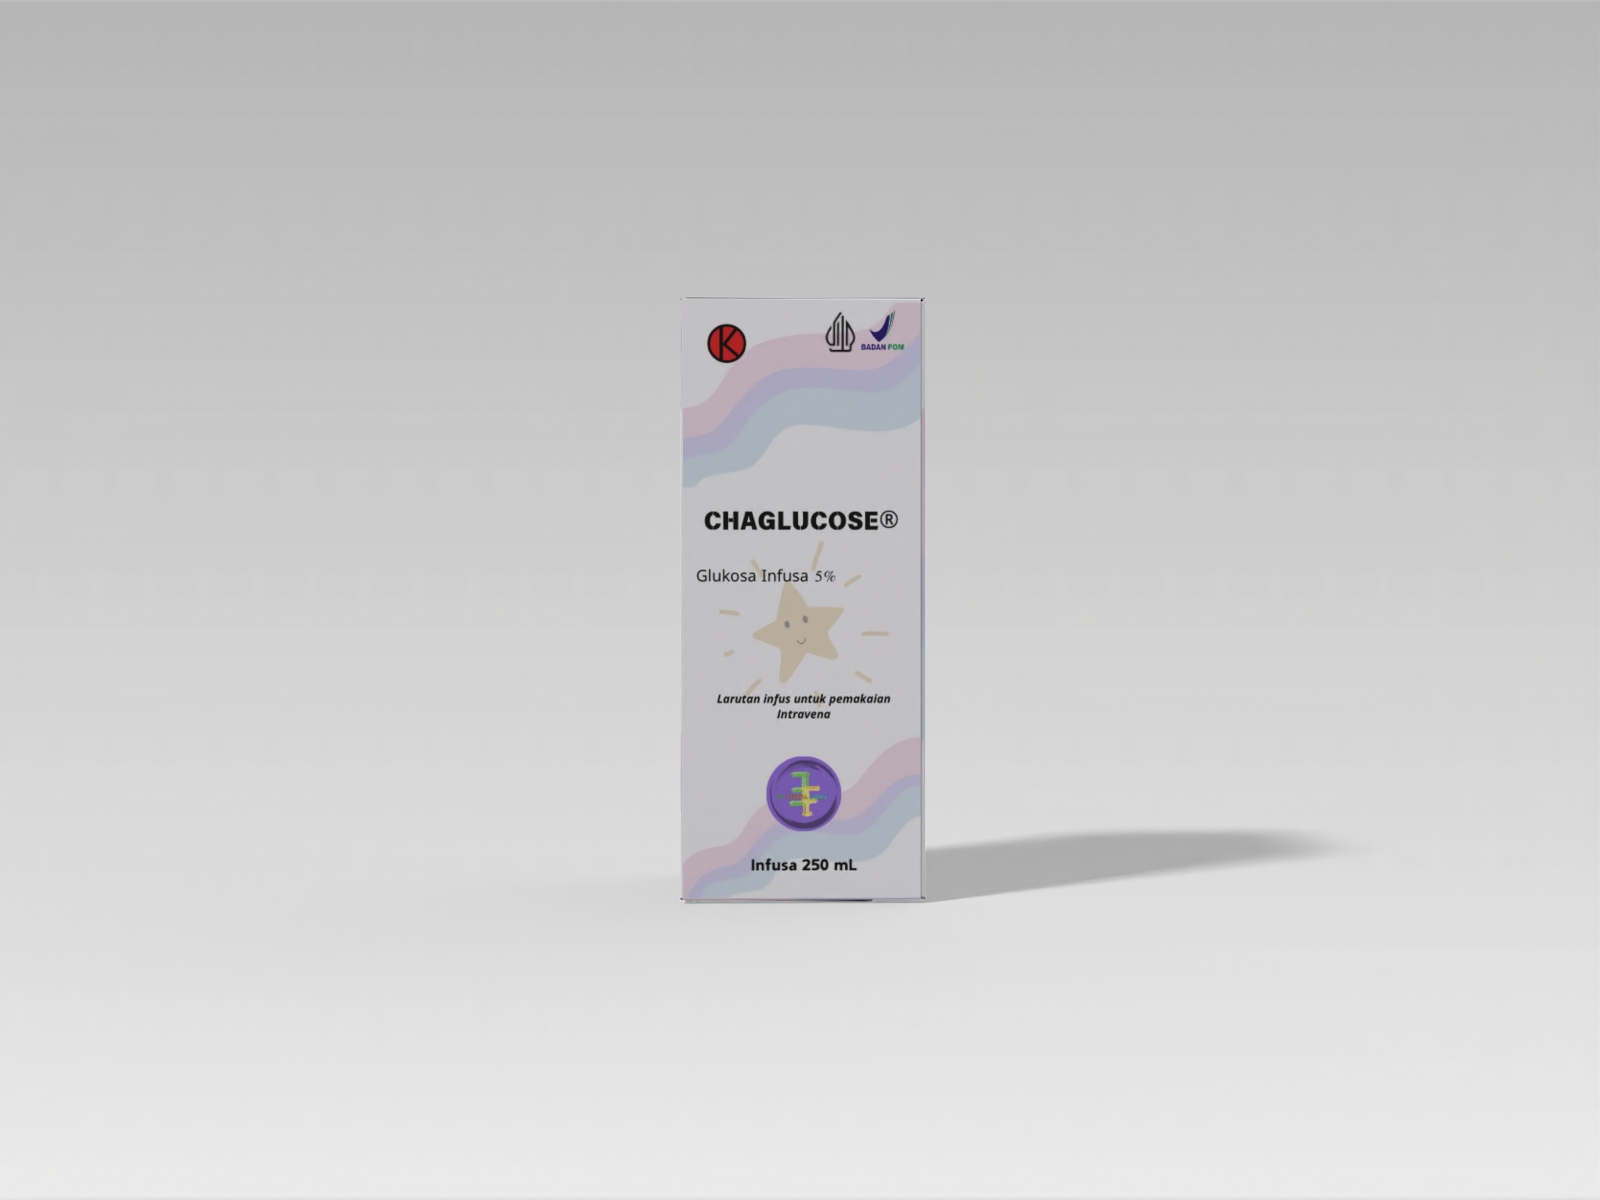 K
BADAN POM
CHAGLUCOSE®
Glukosa Infusa 5%
Larutan infus untuk pemakaian
Intravena
Infusa 250 mL